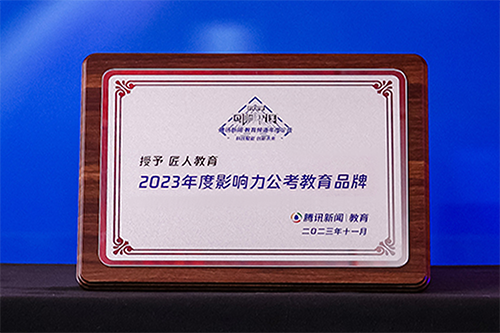 授予 匠人教育
2023年度影响力公考教育品牌
腾讯新闻|教育
二〇二三年十一月